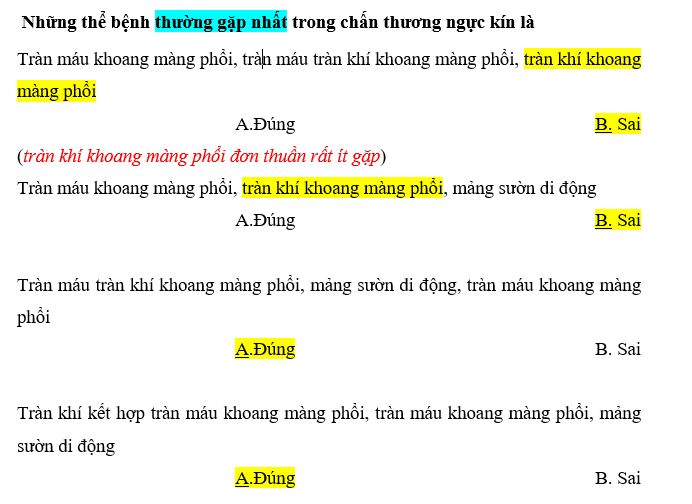 Những thể bệnh thường gặp nhất trong chấn thương ngực kín là
Tràn máu khoang màng phổi, tràn máu tràn khí khoang màng phổi, tràn khí khoang
màng phổi
A.Đúng B. Sai
(tràn khí khoang màng phổi đơn thuần rất ít gặp)
Tràn máu khoang màng phổi, tràn khí khoang màng phổi, mảng sườn di động
A.Đúng B. Sai
Tràn máu tràn khí khoang màng phổi, mảng sườn di động, tràn máu khoang màng
phổi
A.Đúng B. Sai
Tràn khí kết hợp tràn máu khoang màng phổi, tràn máu khoang màng phổi, mảng
sườn di động
A.Đúng B. Sai